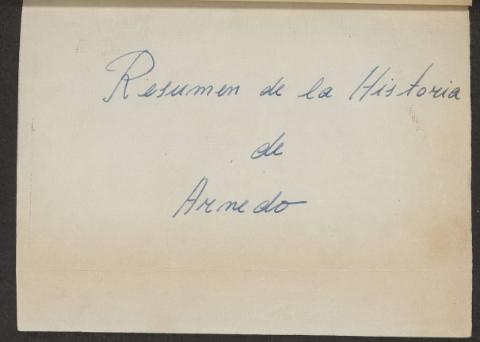 Resumen de la Historia
de
Arnedo